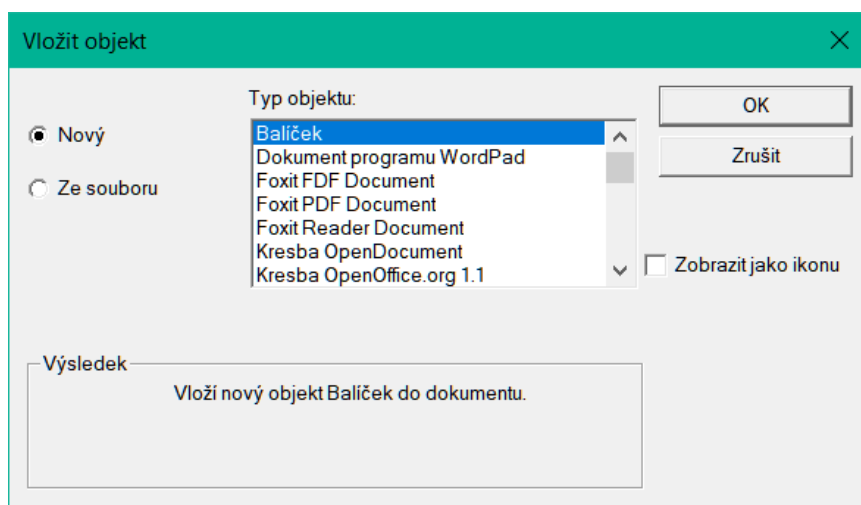 Vložit objekt
Typ objektu:
Nový
Ze souboru
Balíček
Dokument programu WordPad
Foxit FDF Document
Foxit PDF Document
Foxit Reader Document
Kresba OpenDocument
Kresba OpenOffice.org 1.1
OK
Zrušit
Zobrazit jako ikonu
Výsledek
Vloží nový objekt Balíček do dokumentu.